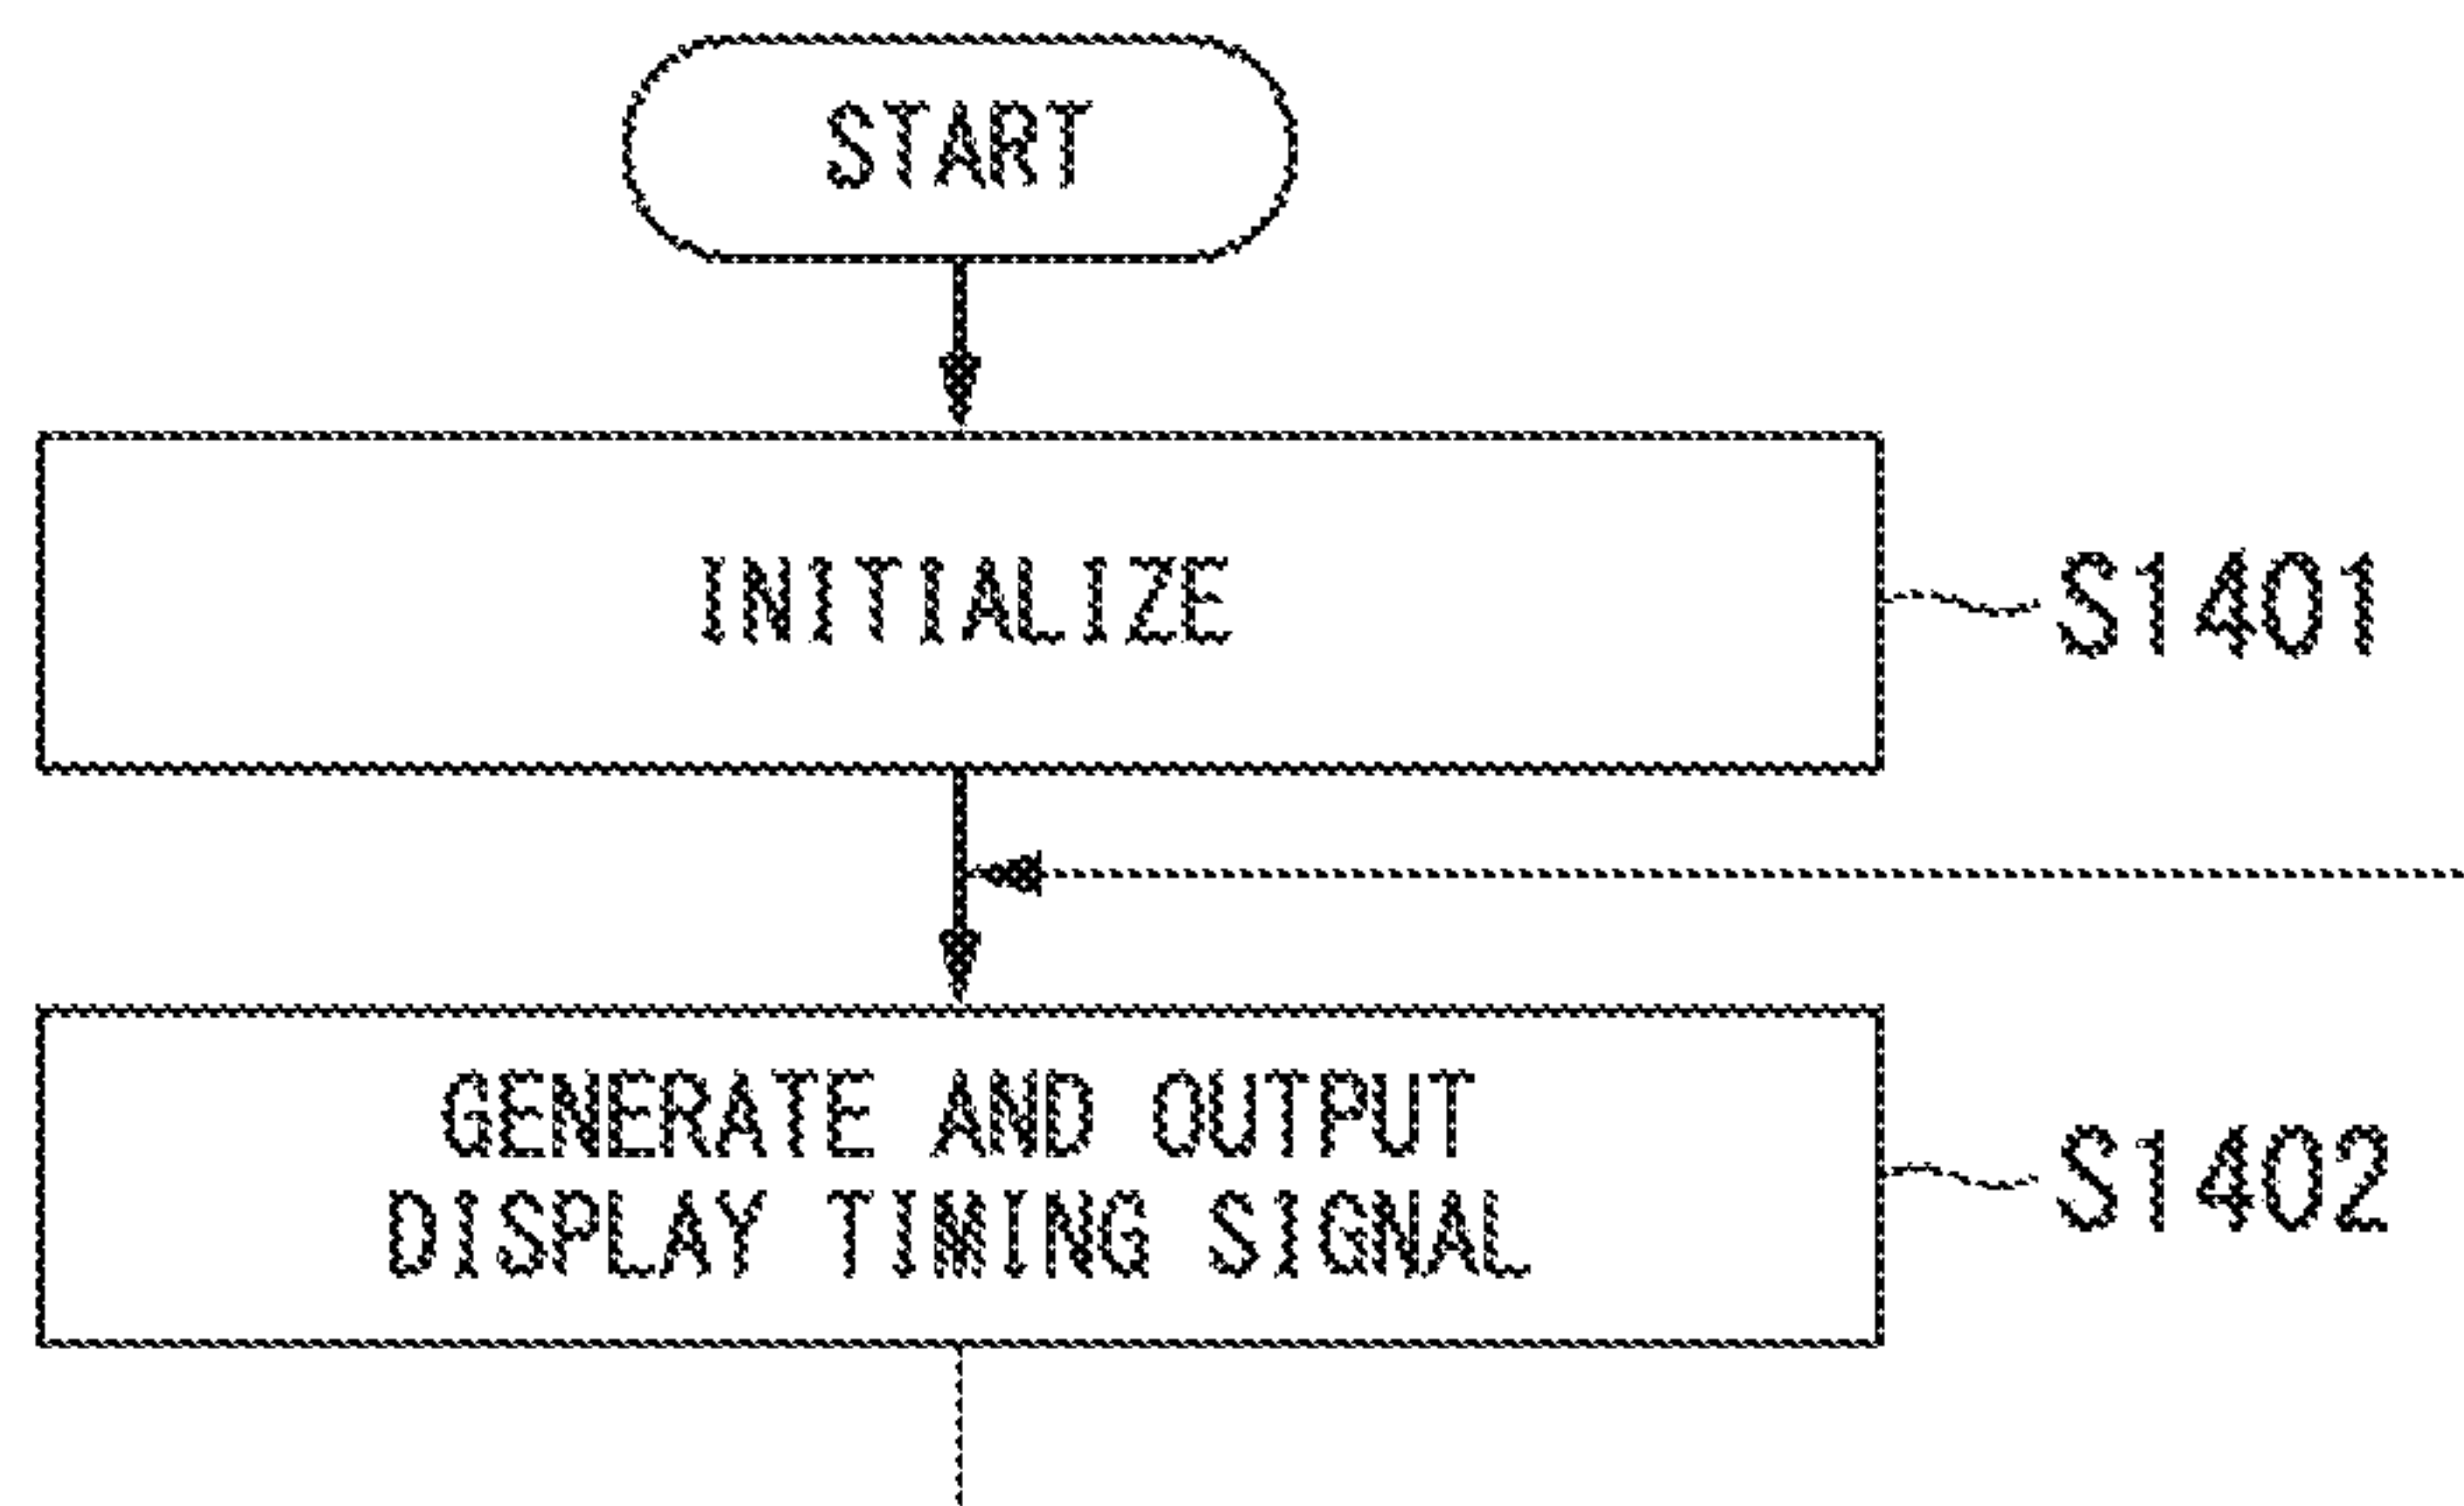 START
INITIALIZE
S1401
GENERATE AND OUTPUT
DISPLAY TIMING SIGNAL
S1402